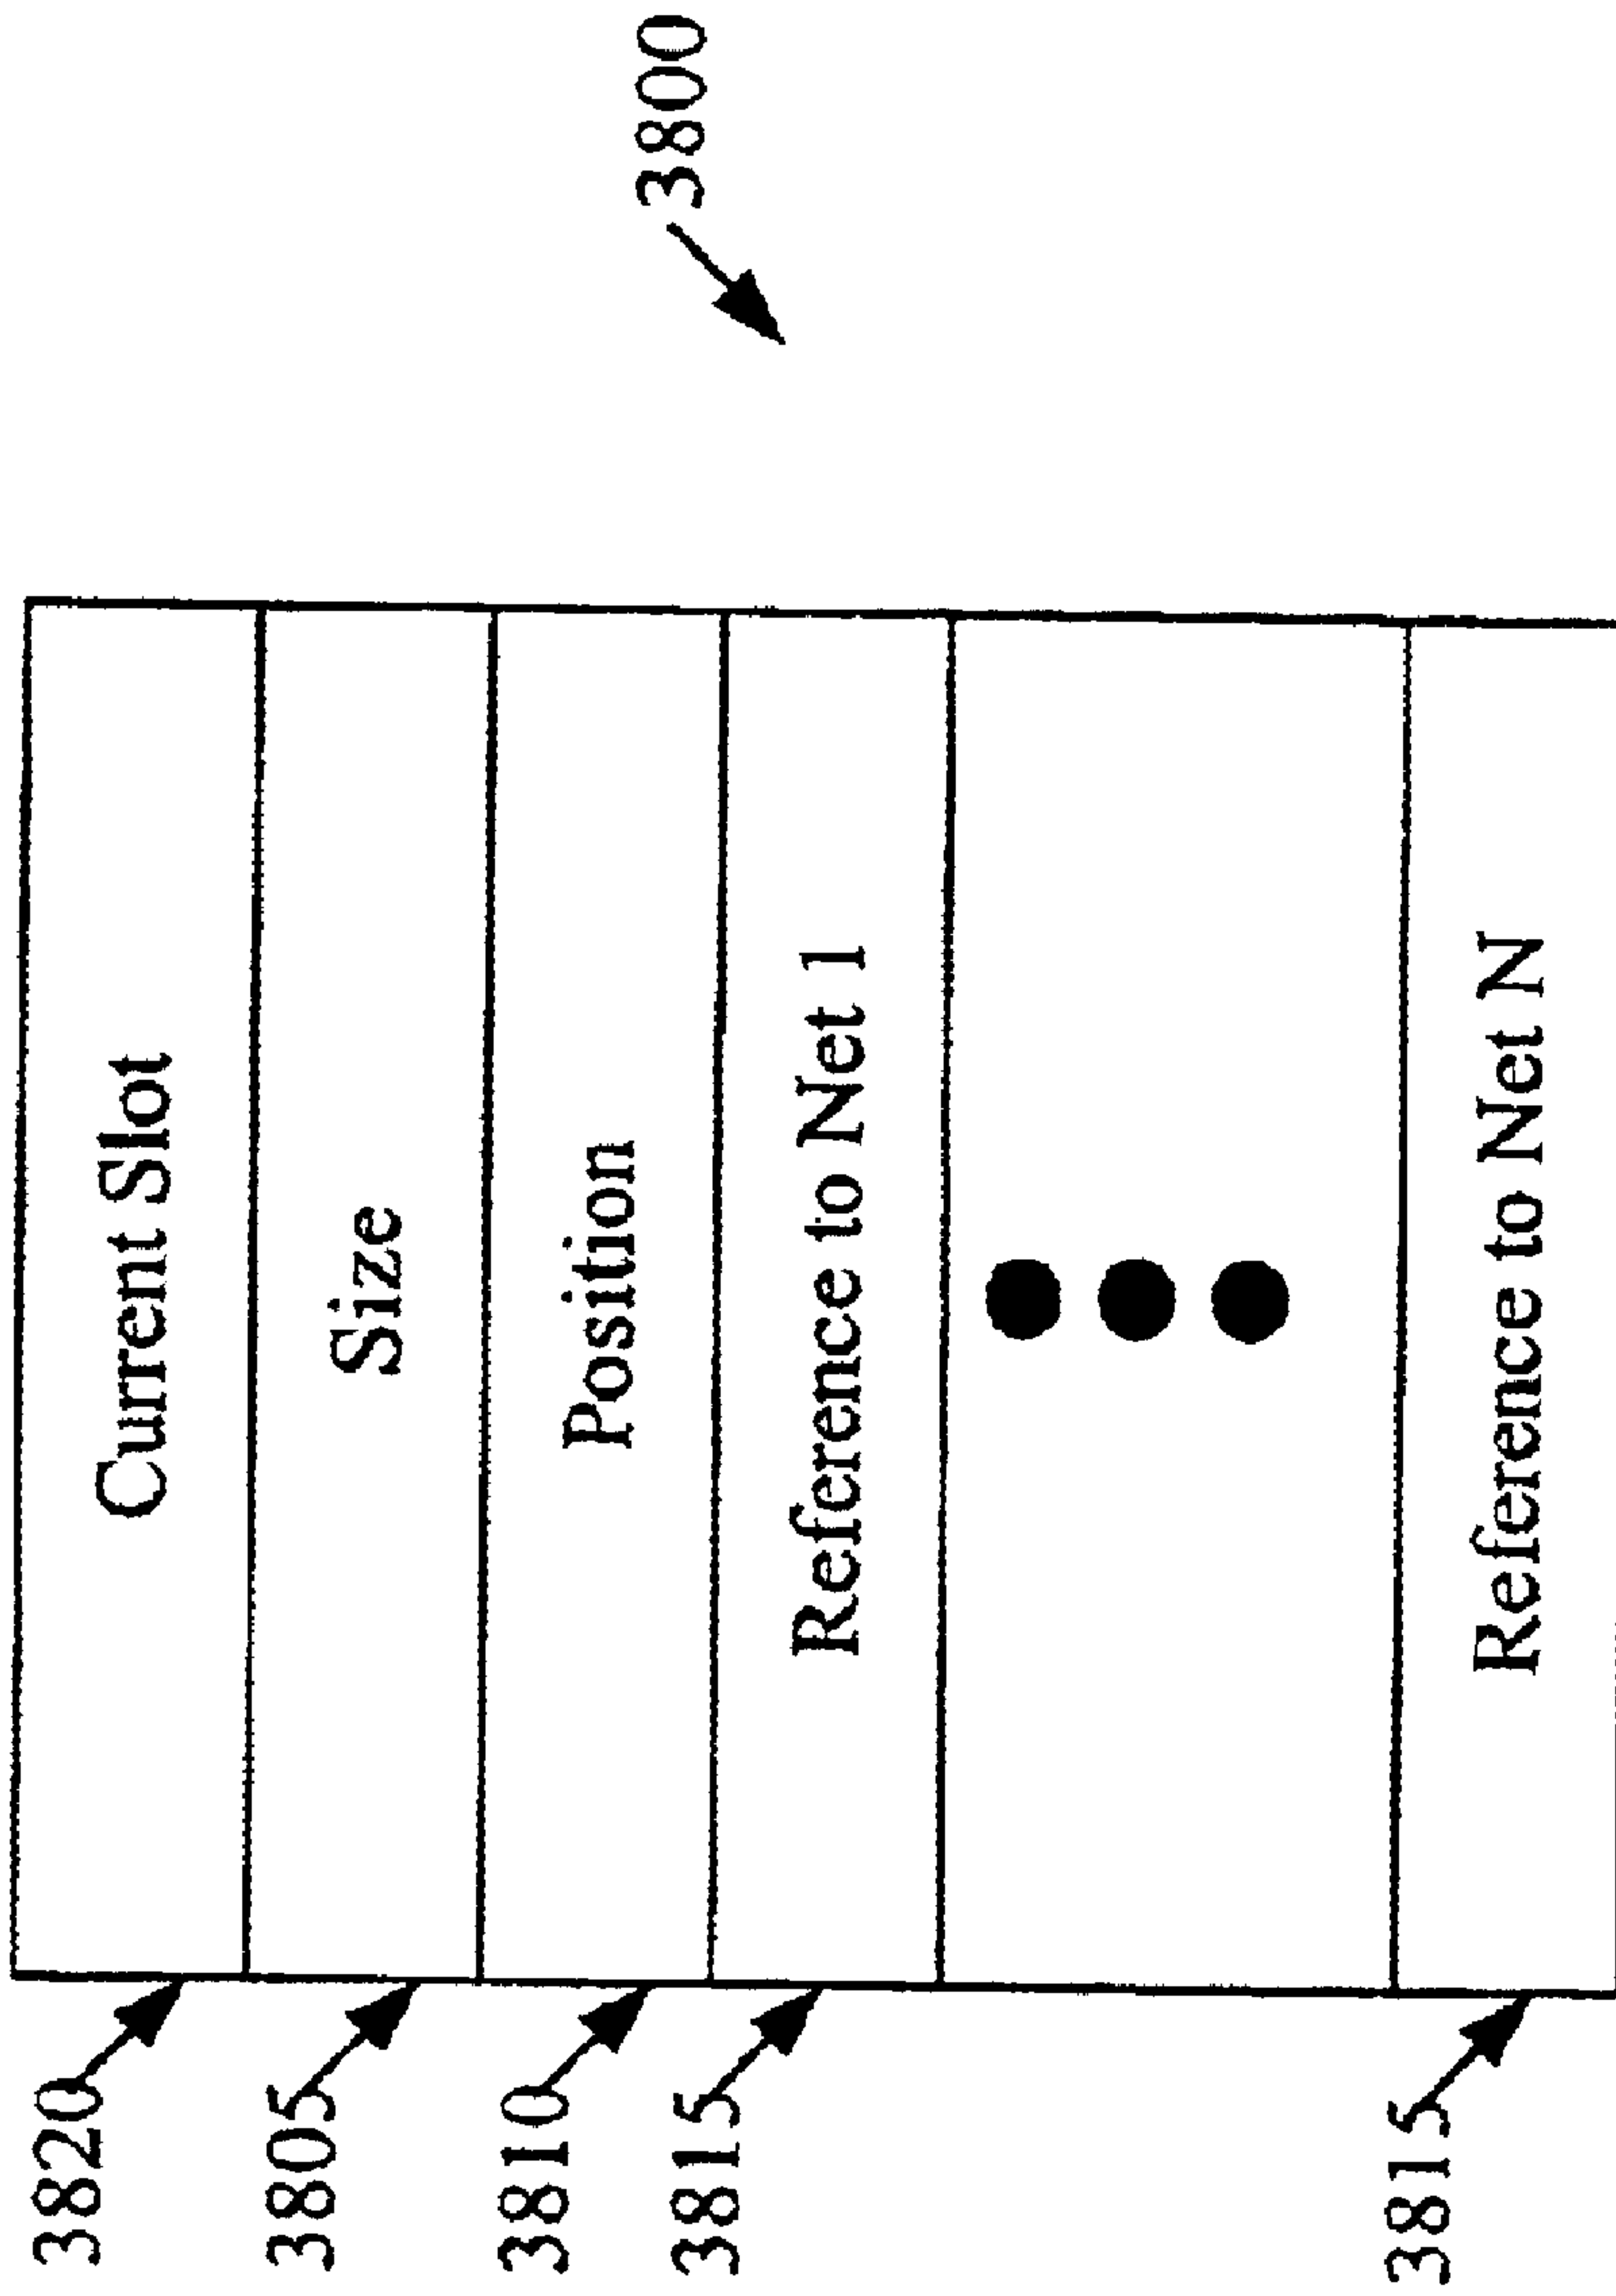 3800
3820
Current Slot
3805
Size
3810
Position
3815
Reference to Net 1
3815
Reference to Net N